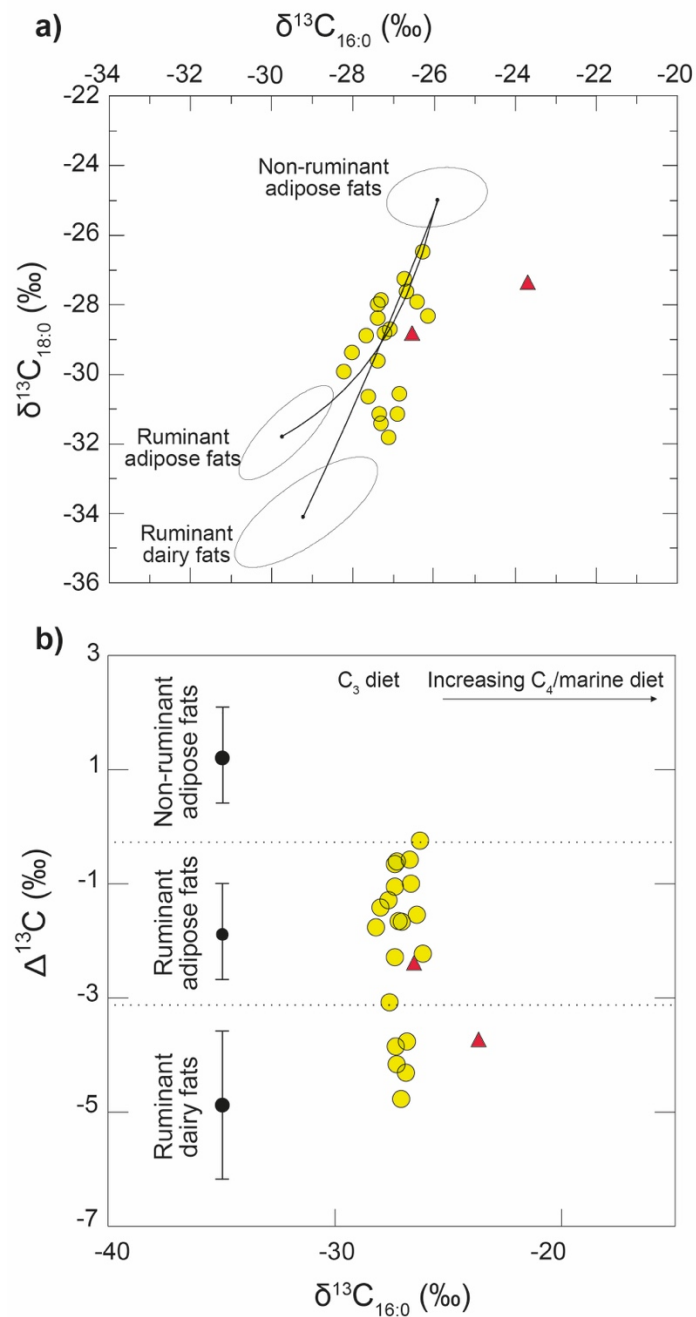 a)
δ¹³C₁₆:₀ (‰)
-34 -32 -30 -28 -26 -24 -22 -20
-22
-24
-26
-28
-30
-32
-34
-36
δ¹³C₁₈:₀ (‰)
Non-ruminant
adipose fats
Ruminant
adipose fats
Ruminant
dairy fats
b)
3
1
-1
-3
-5
-7
Δ¹³C (‰)
Non-ruminant
adipose fats
Ruminant
adipose fats
Ruminant
dairy fats
C₃ diet
Increasing C₄/marine diet
-40 -30 -20
δ¹³C₁₆:₀ (‰)